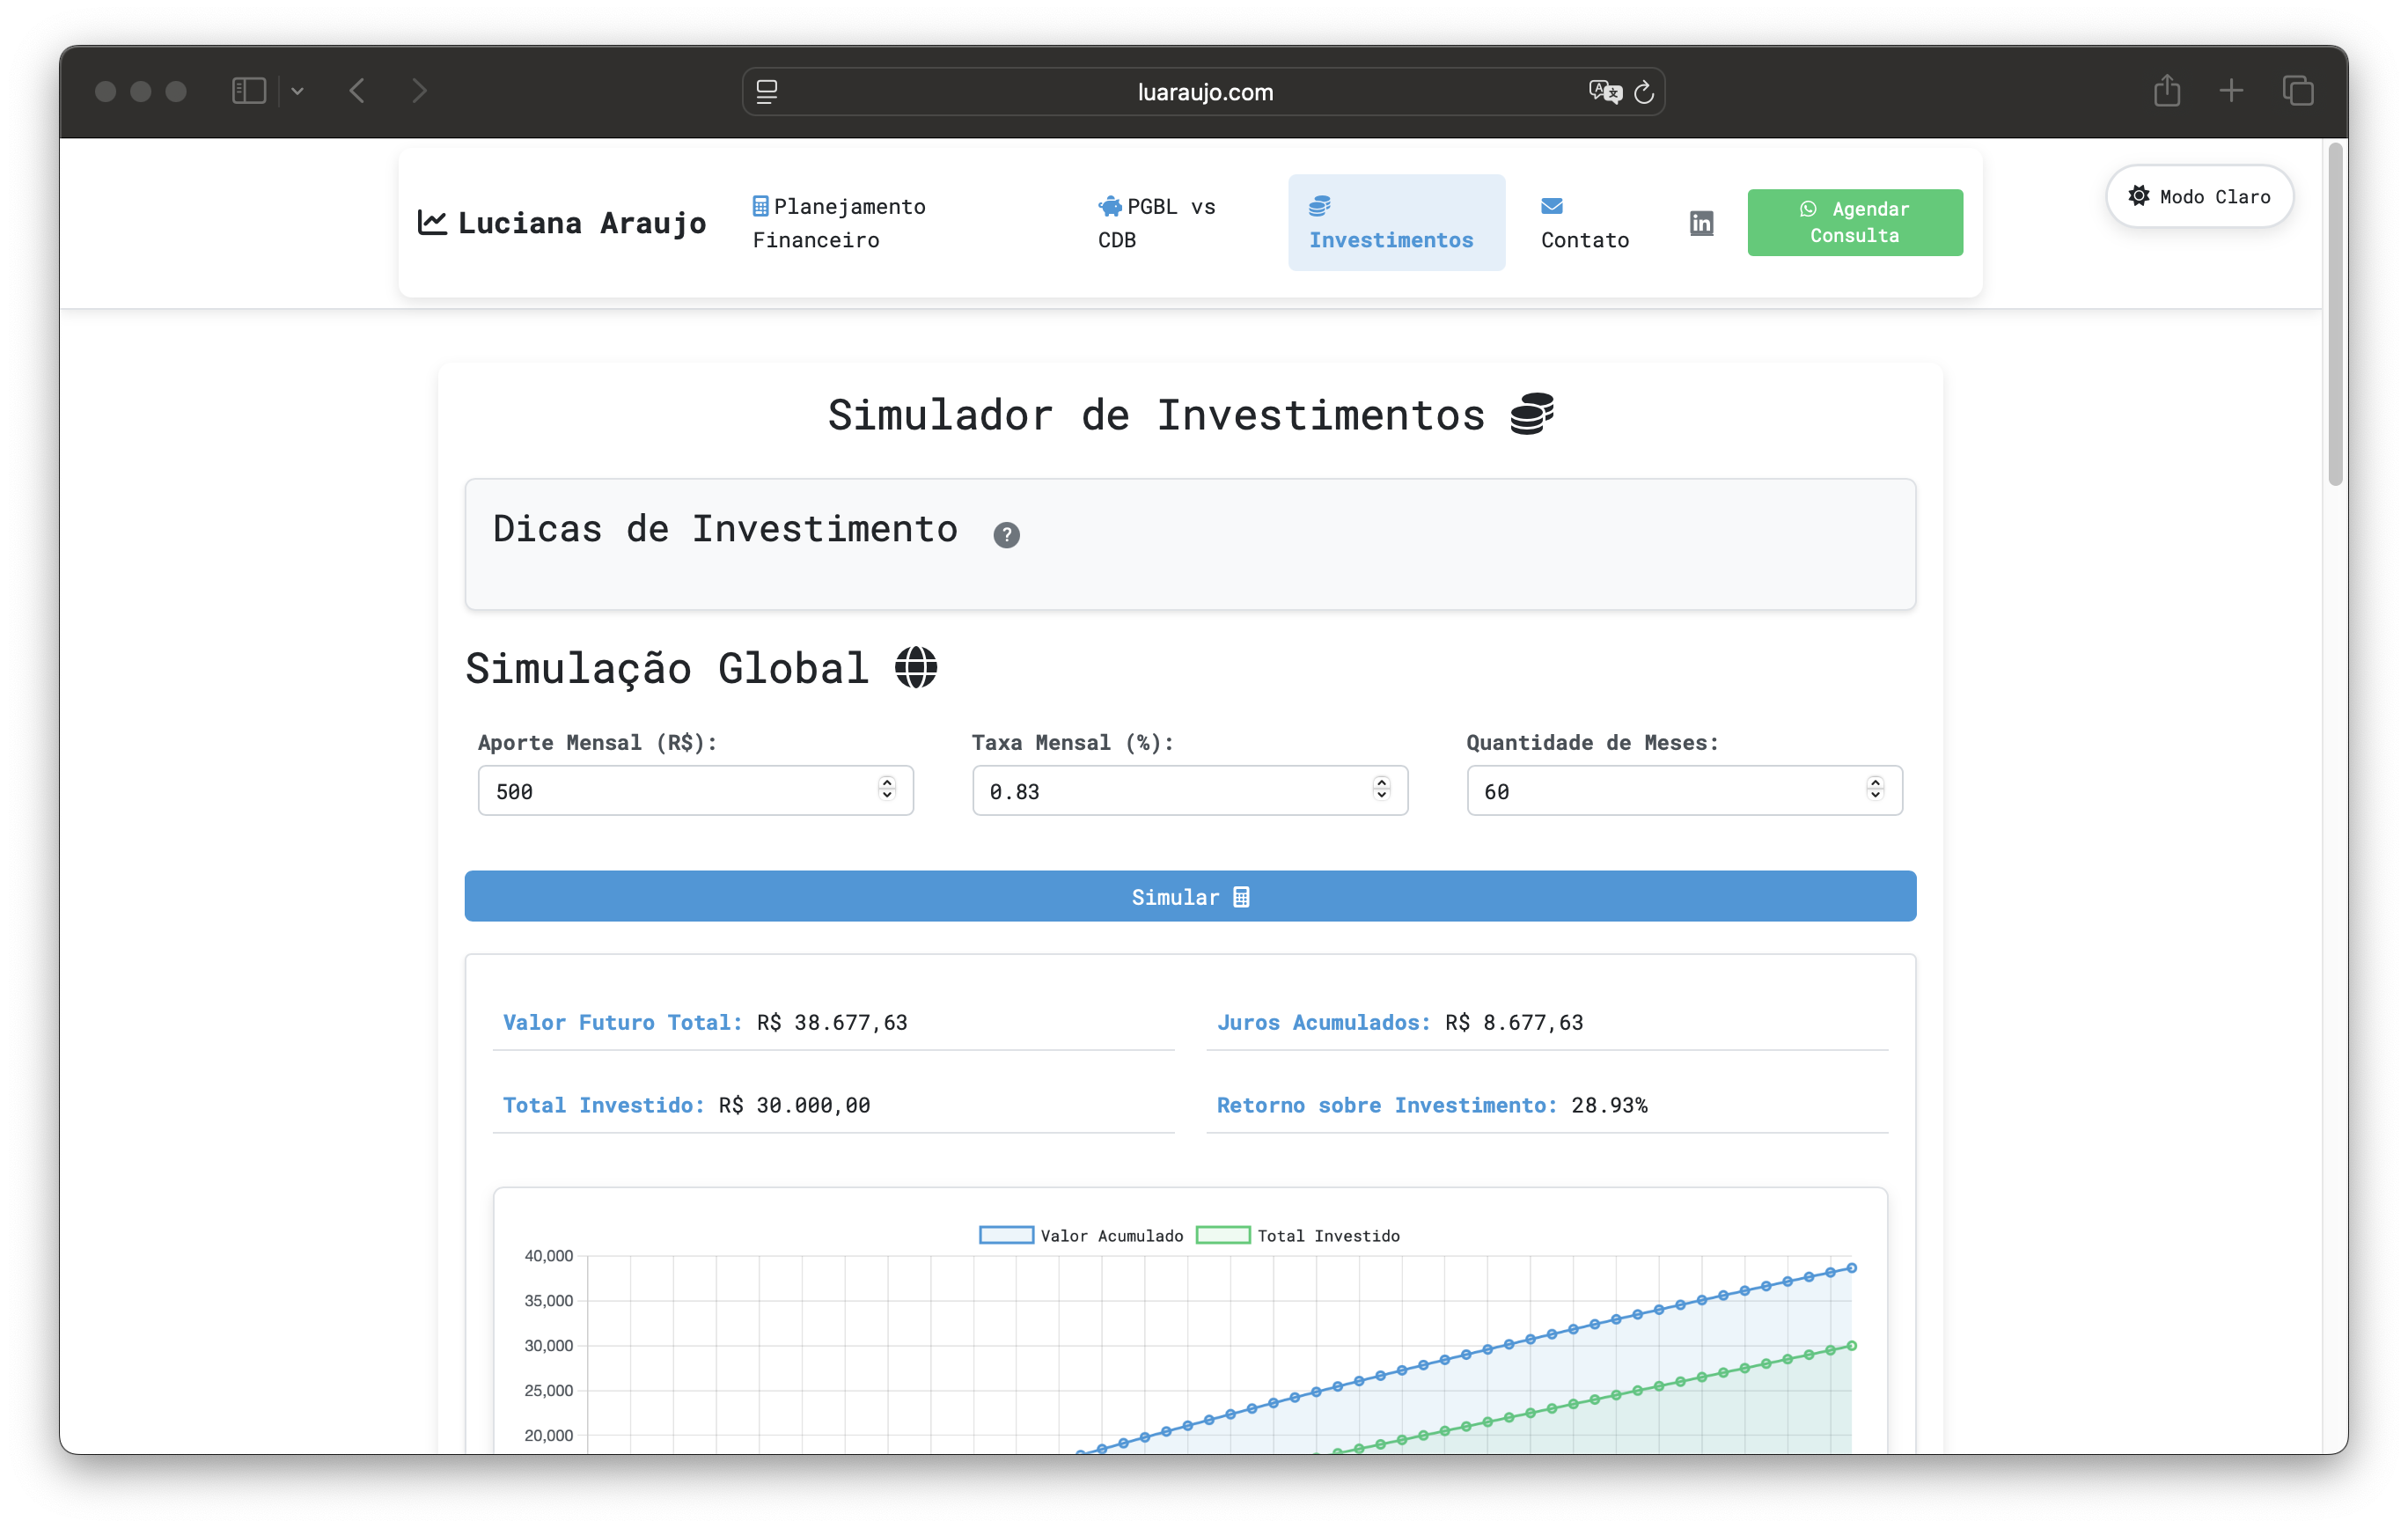 luaraujo.com
Luciana Araujo
Planejamento
Financeiro
PGBL vs
CDB
Investimentos
Contato
in
Agendar
Consulta
Modo Claro
Simulador de Investimentos
Dicas de Investimento ?
Simulação Global
Aporte Mensal (R$):
500
Taxa Mensal (%):
0.83
Quantidade de Meses:
60
Simular
Valor Futuro Total: R$ 38.677,63
Juros Acumulados: R$ 8.677,63
Total Investido: R$ 30.000,00
Retorno sobre Investimento: 28.93%
Valor Acumulado
Total Investido
40,000
35,000
30,000
25,000
20,000